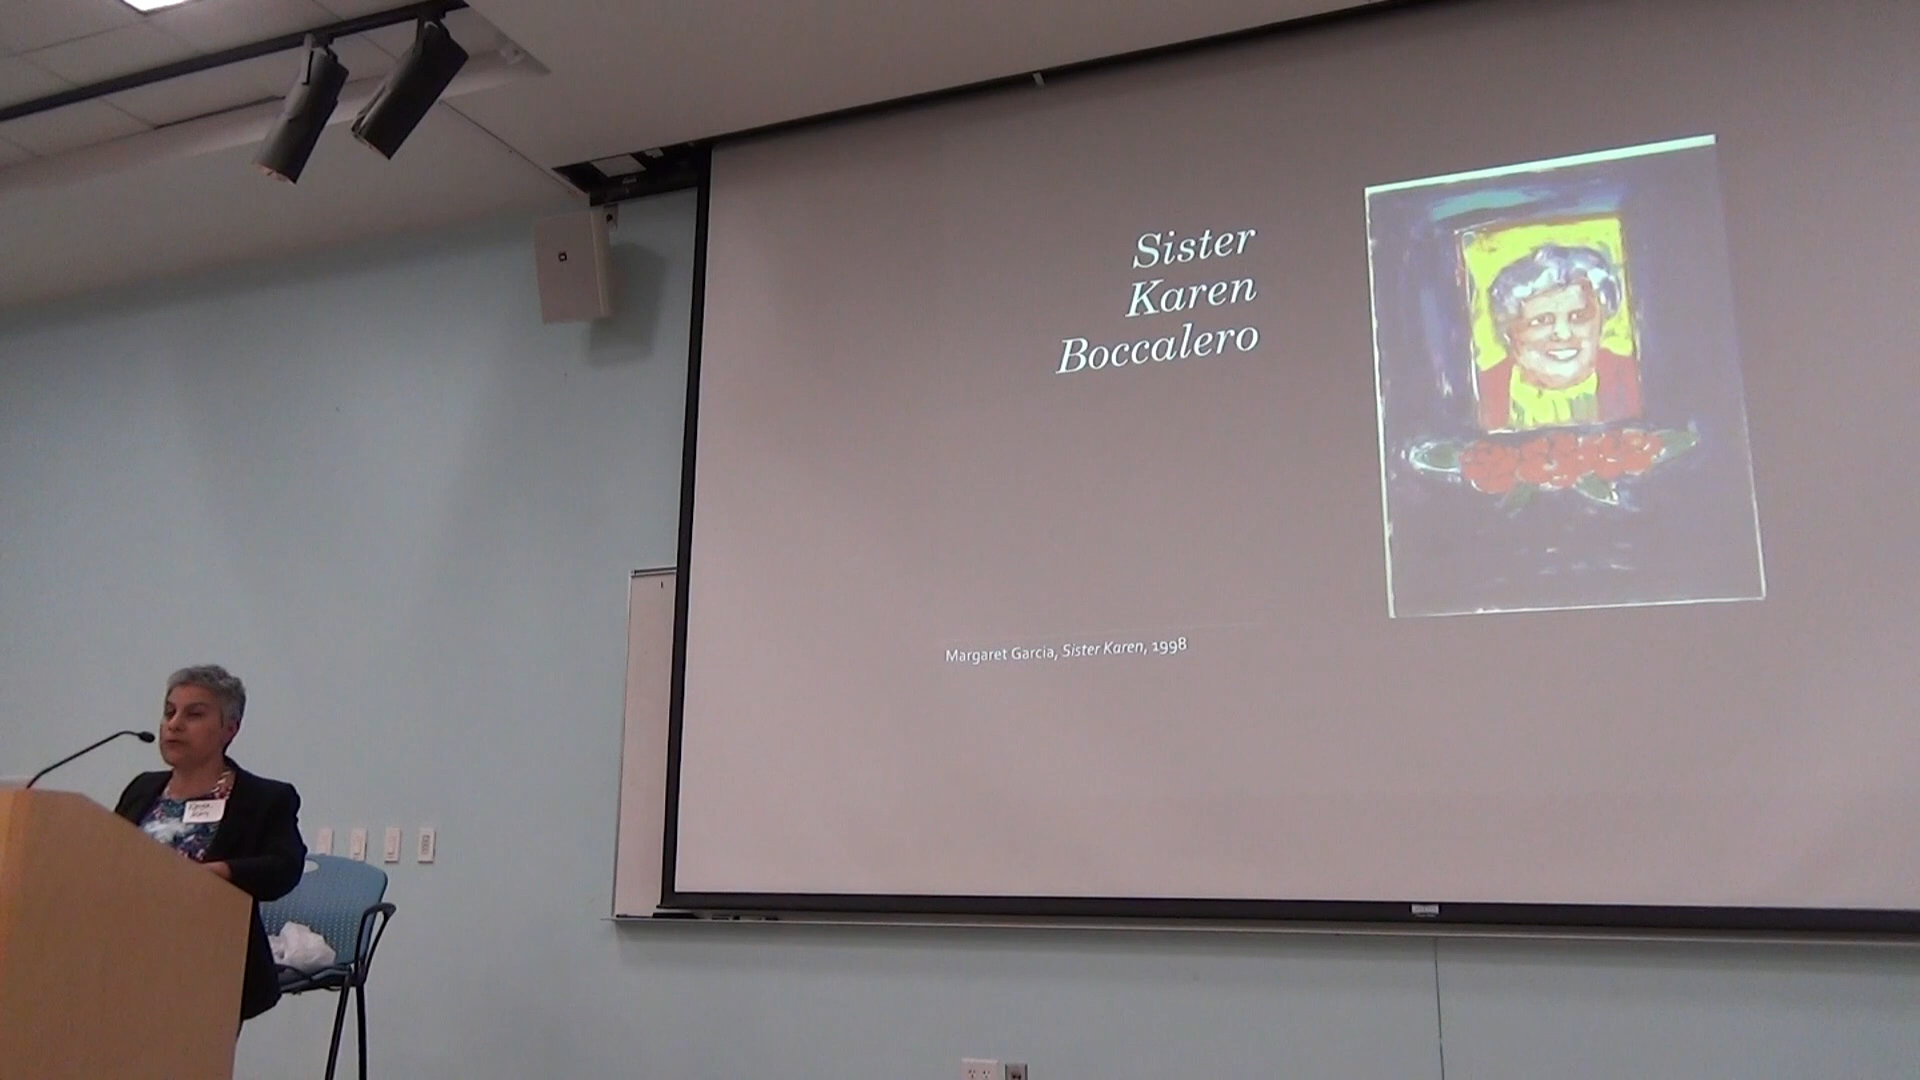 Sister
Karen
Boccalero
Margaret Garcia, Sister Karen, 1998